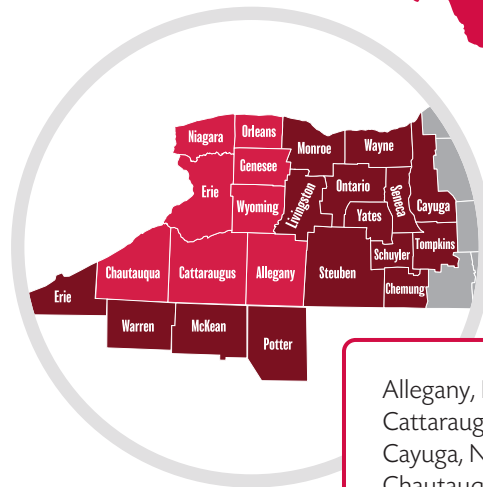 Niagara
Orleans
Monroe
Wayne
Genesee
Erie
Wyoming
Livingston
Ontario
Seneca
Cayuga
Yates
Chautauqua
Cattaraugus
Allegany
Steuben
Schuyler
Tompkins
Chemung
Erie
Warren
McKean
Potter
Allegany,
Cayuga, N